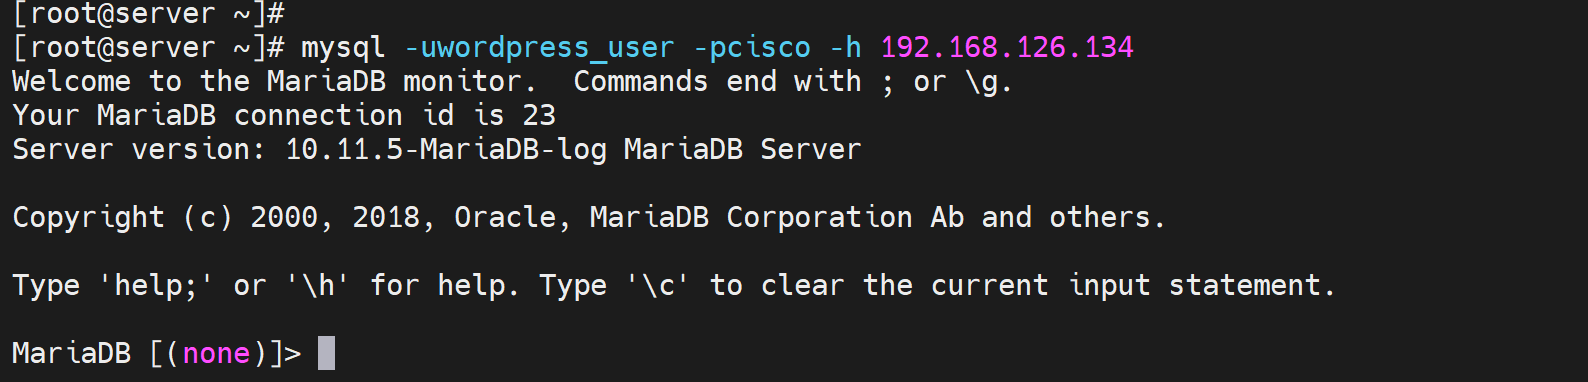 [root@server ~]#
[root@server ~]# mysql -uwordpress_user -pcisco -h 192.168.126.134
Welcome to the MariaDB monitor.  Commands end with ; or \g.
Your MariaDB connection id is 23
Server version: 10.11.5-MariaDB-log MariaDB Server
Copyright (c) 2000, 2018, Oracle, MariaDB Corporation Ab and others.
Type 'help;' or '\h' for help. Type '\c' to clear the current input statement.
MariaDB [(none)]>